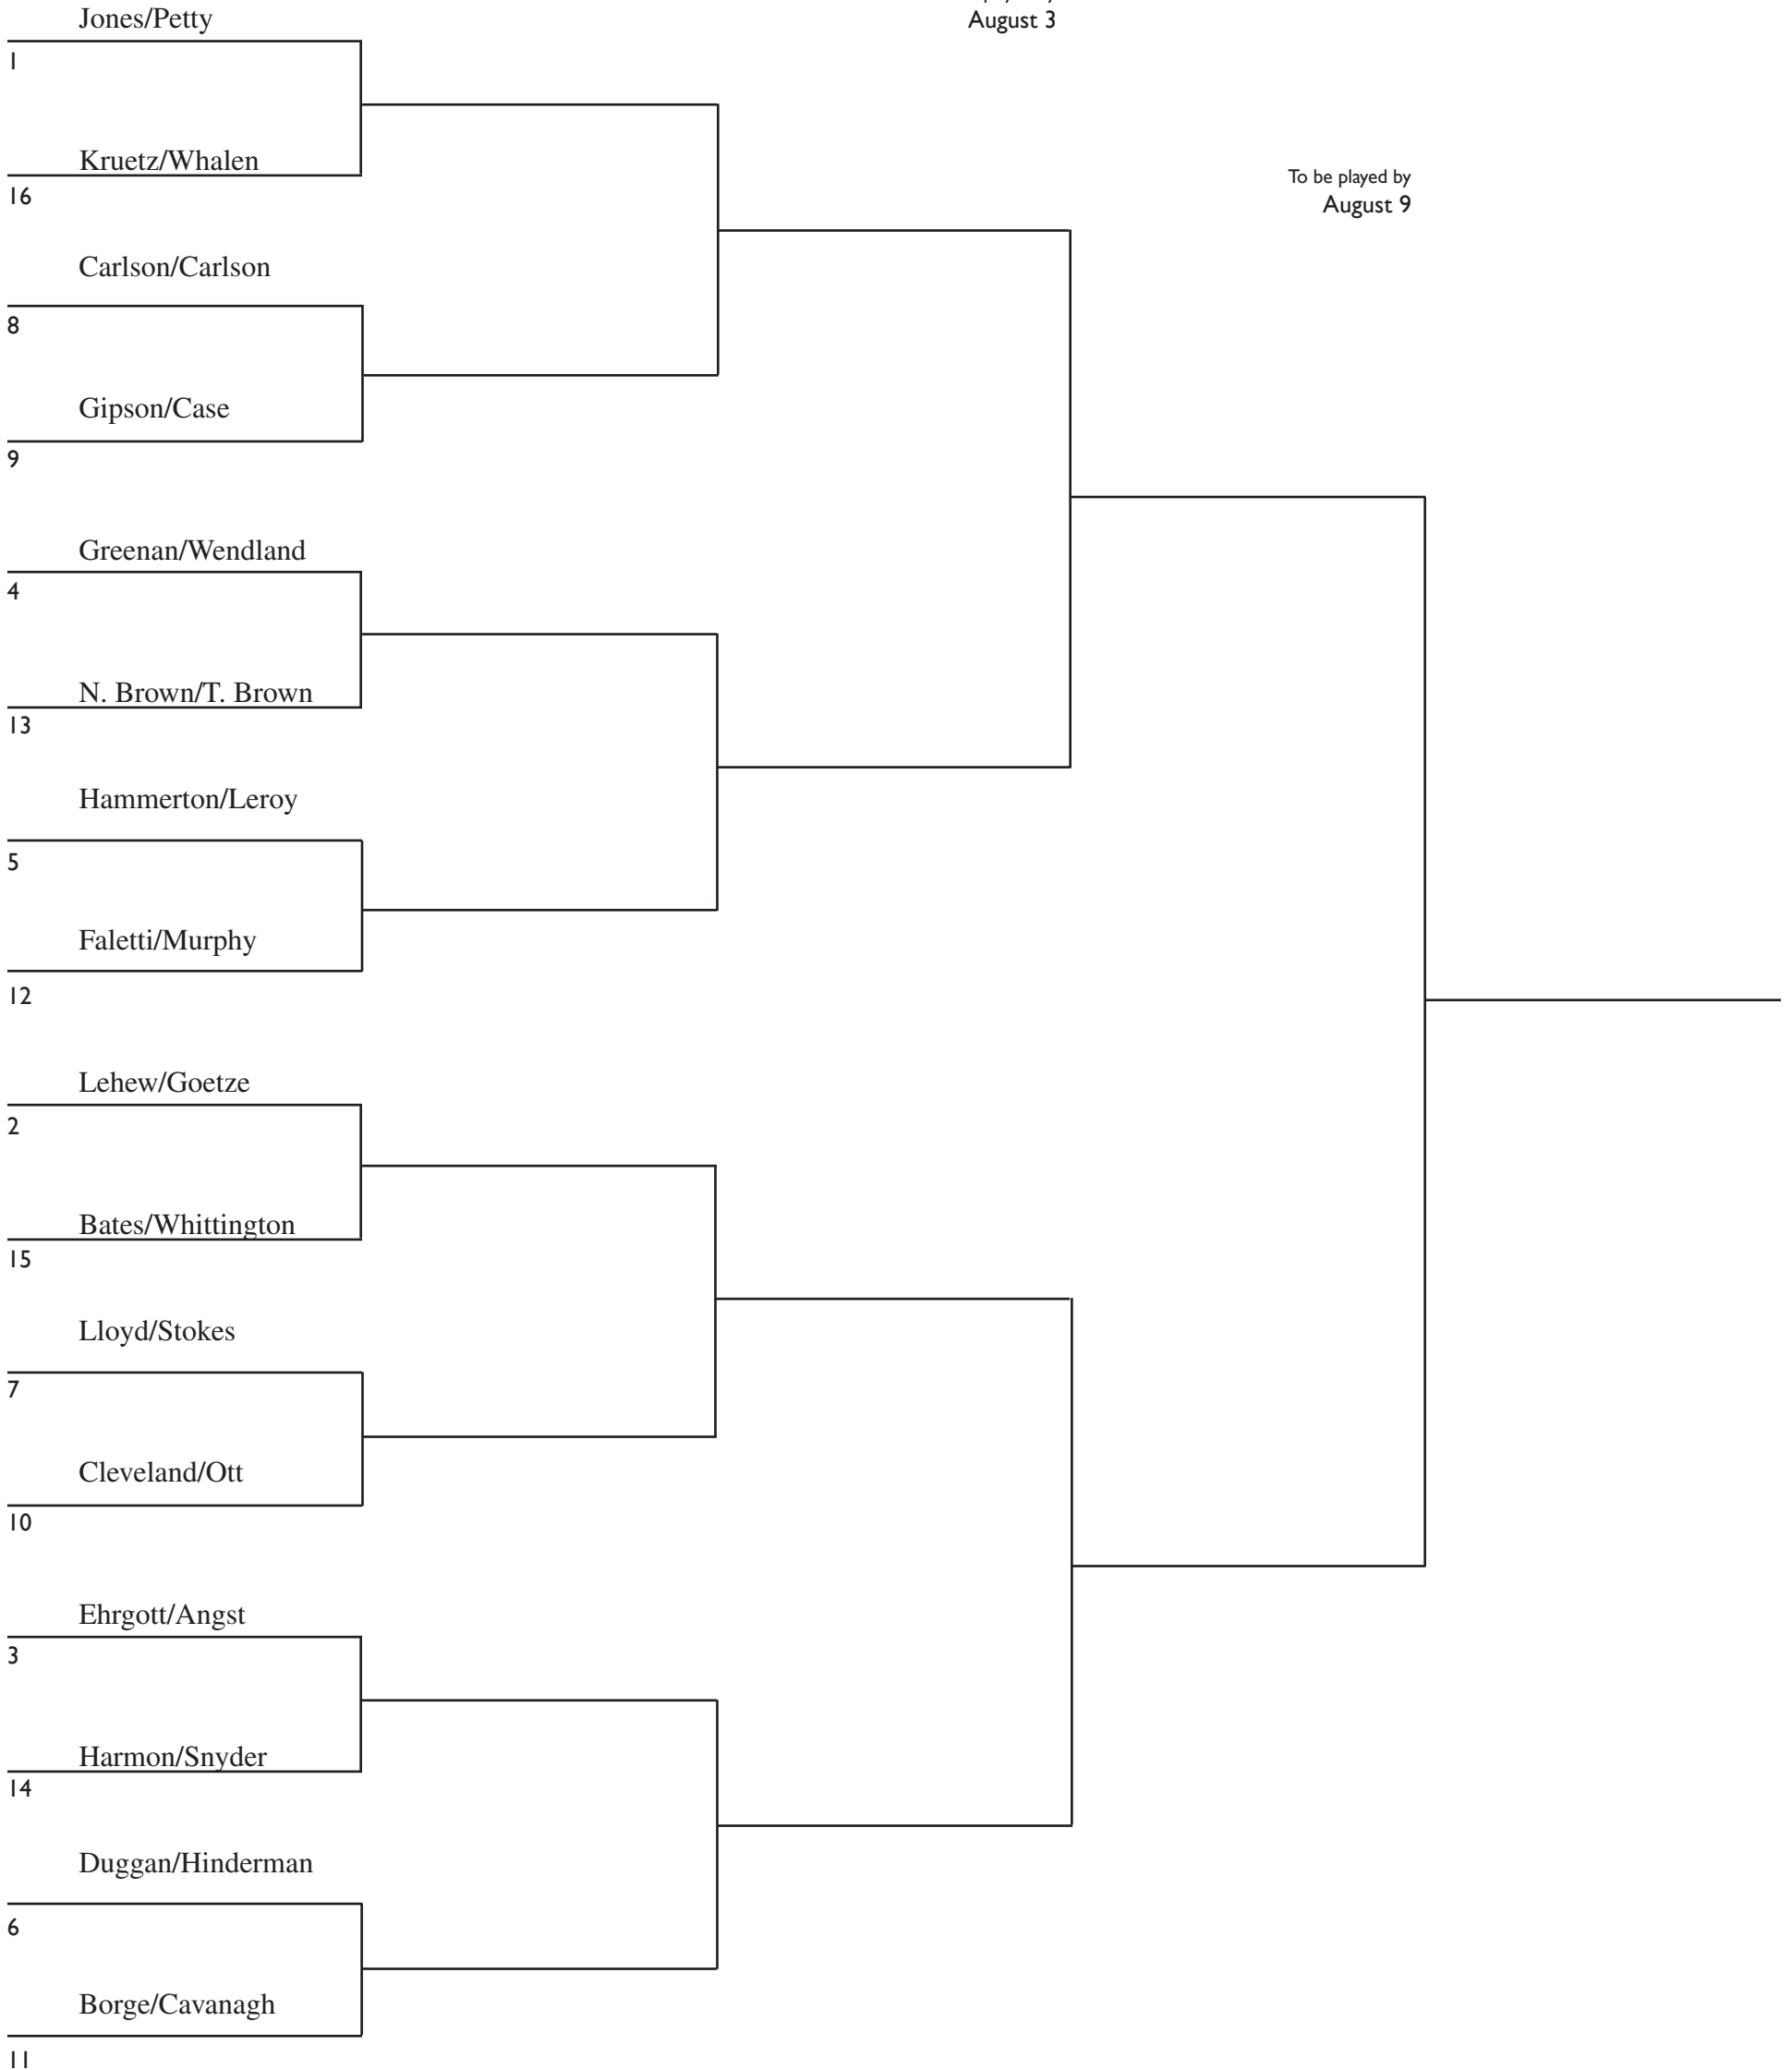 Jones/Petty
August 3
1
Kruetz/Whalen
16
To be played by
August 9
Carlson/Carlson
8
Gipson/Case
9
Greenan/Wendland
4
N. Brown/T. Brown
13
Hammerton/Leroy
5
Faletti/Murphy
12
Lehew/Goetze
2
Bates/Whittington
15
Lloyd/Stokes
7
Cleveland/Ott
10
Ehrgott/Angst
3
Harmon/Snyder
14
Duggan/Hinderman
6
Borge/Cavanagh
11